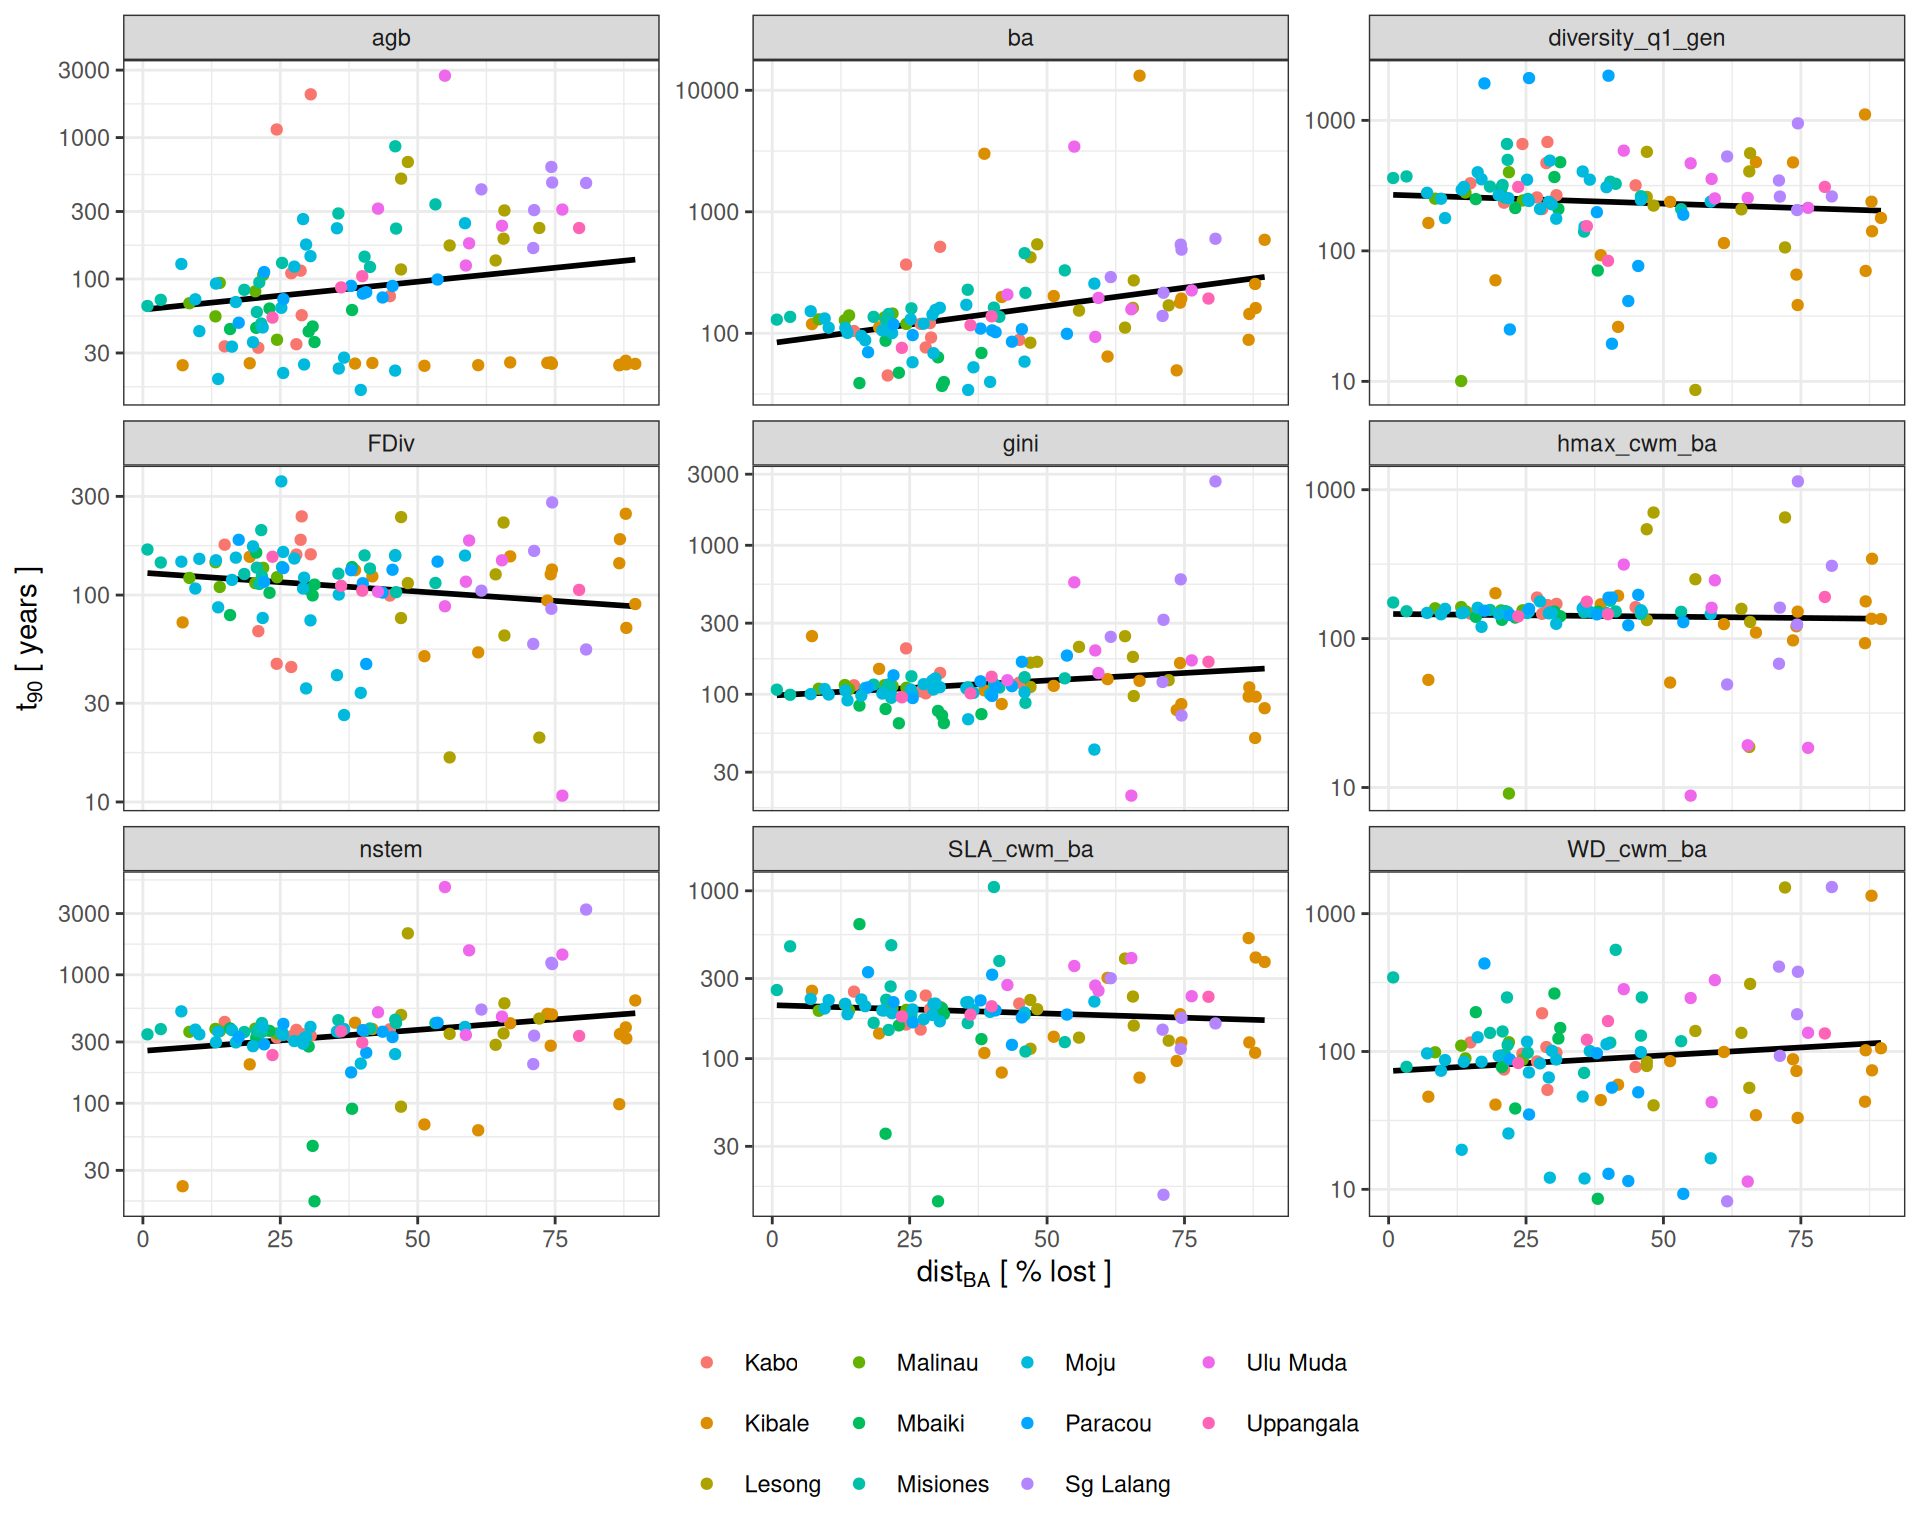 agb
ba
diversity_q1_gen
3000
1000
300
100
30
10000
1000
100
1000
100
10
FDiv
gini
hmax_cwm_ba
300
100
30
10
3000
1000
300
100
30
1000
100
10
t90 [ years ]
nstem
SLA_cwm_ba
WD_cwm_ba
3000
1000
300
100
30
1000
300
100
30
1000
100
10
0 25 50 75
0 25 50 75
0 25 50 75
distBA [ % lost ]
Kabo Malinau Moju Ulu Muda
Kibale Mbaiki Paracou Uppangala
Lesong Misiones Sg Lalang